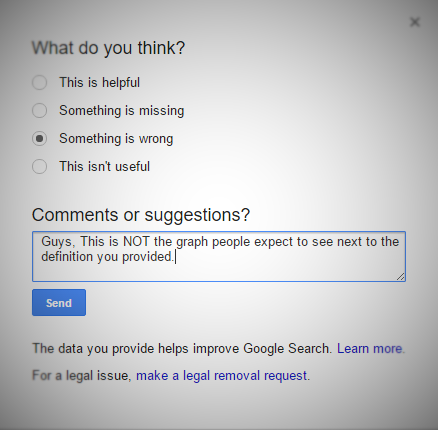 What do you think?
This is helpful
Something is missing
Something is wrong
This isn't useful
Comments or suggestions?
Guys, This is NOT the graph people expect to see next to the
definition you provided.
Send
The data you provide helps improve Google Search. Learn more.
For a legal issue, make a legal removal request.